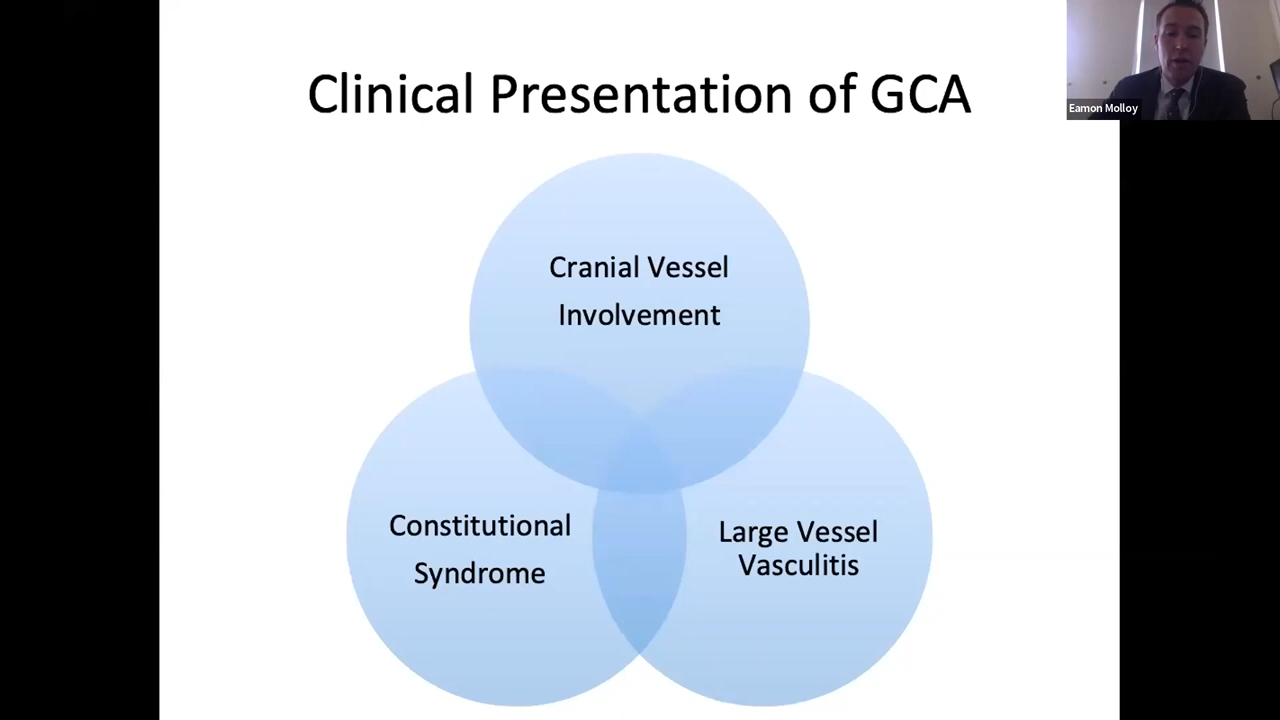 Clinical Presentation of GCA
Eamon Molloy
Cranial Vessel
Involvement
Constitutional
Syndrome
Large Vessel
Vasculitis